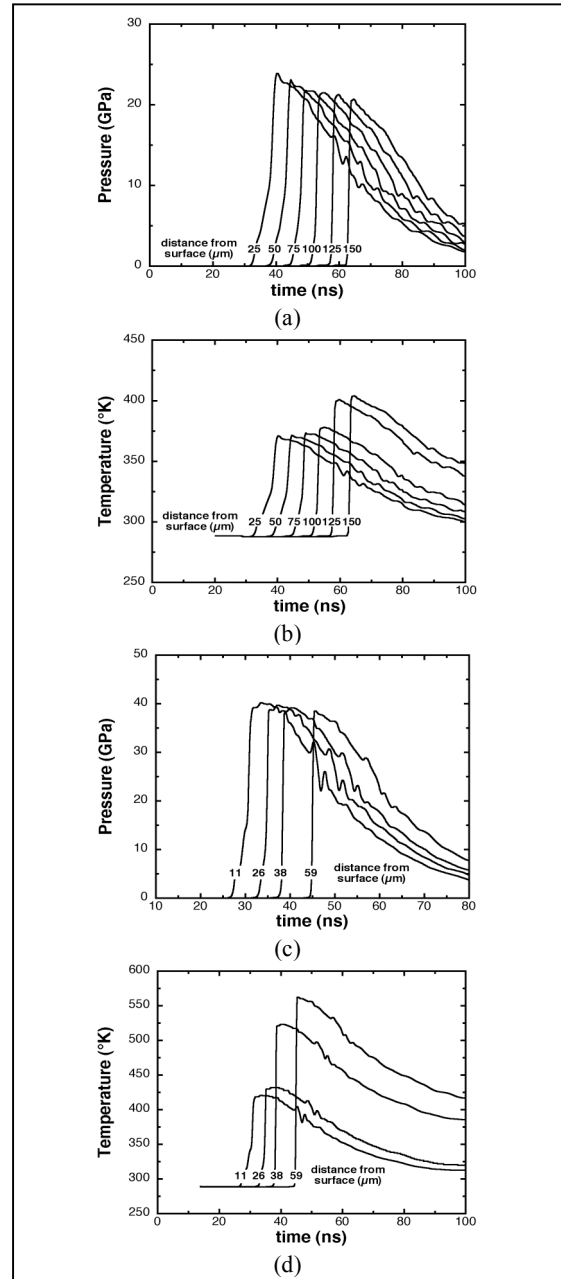 30
20
10
0
Pressure (GPa)
distance from
surface (µm)
25 50 75 100 125 150
0 20 40 60 80 100
time (ns)
(a)
450
400
350
300
250
Temperature (°K)
distance from
surface (µm)
25 50 75 100 125 150
0 20 40 60 80 100
time (ns)
(b)
50
40
30
20
10
0
Pressure (GPa)
11 26 38 59
distance from
surface (µm)
10 20 30 40 50 60 70 80
time (ns)
(c)
600
550
500
450
400
350
300
250
Temperature (°K)
11 26 38 59
distance from
surface (µm)
0 20 40 60 80 100
time (ns)
(d)